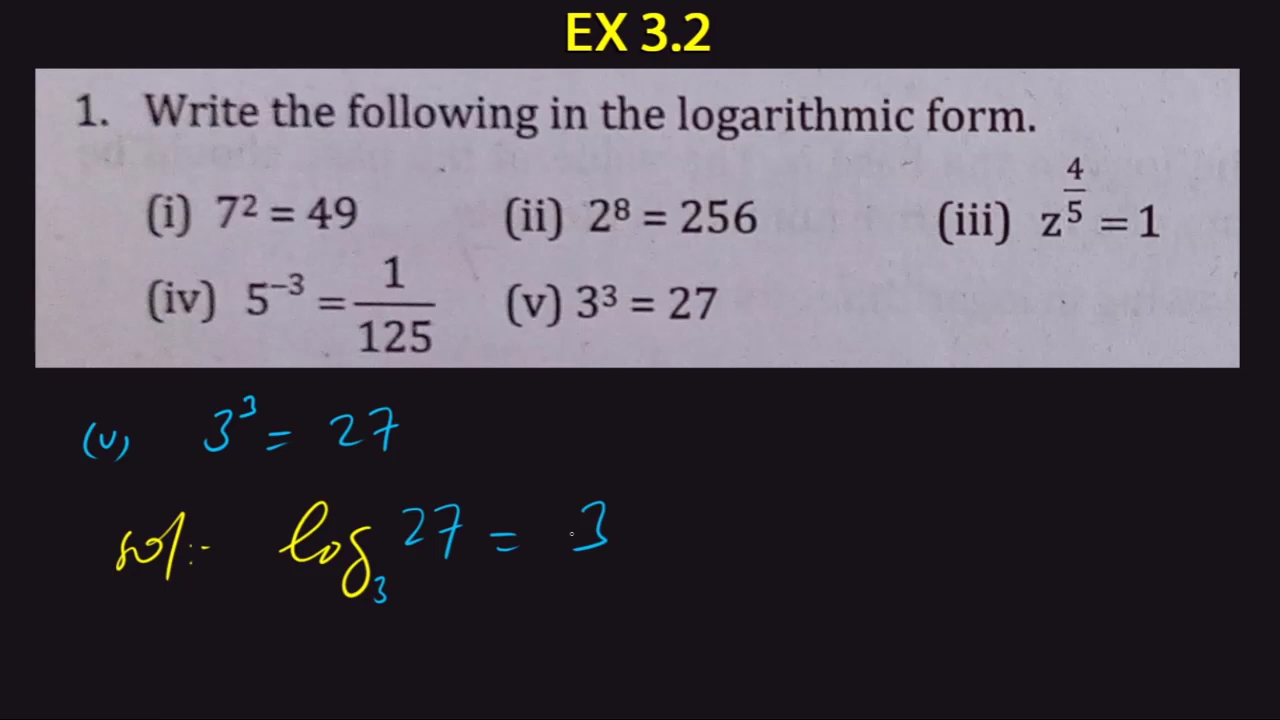 EX 3.2
1. Write the following in the logarithmic form.
(i) 7² = 49 (ii) 2⁸ = 256 (iii) z^(4/5) = 1
(iv) 5⁻³ = 1/125 (v) 3³ = 27
(v) 3³ = 27
sol:- log₃ 27 = 3